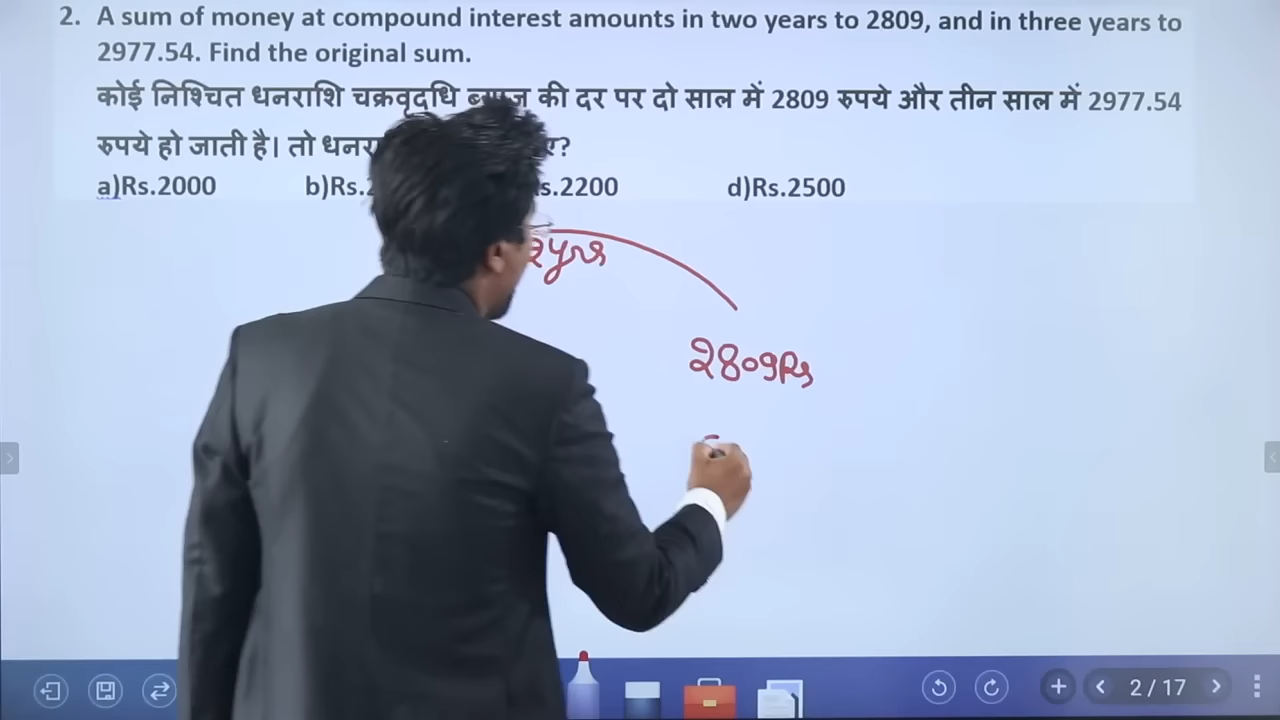 2. A sum of money at compound interest amounts in two years to 2809, and in three years to
2977.54. Find the original sum.
कोई निश्चित धनराशि चक्रवृद्धि की दर पर दो साल में 2809 रुपये और तीन साल में 2977.54
रुपये हो जाती है। तो
a)Rs.2000 b)Rs. 2200 d)Rs.2500
2yrs
2809Rs
2/17